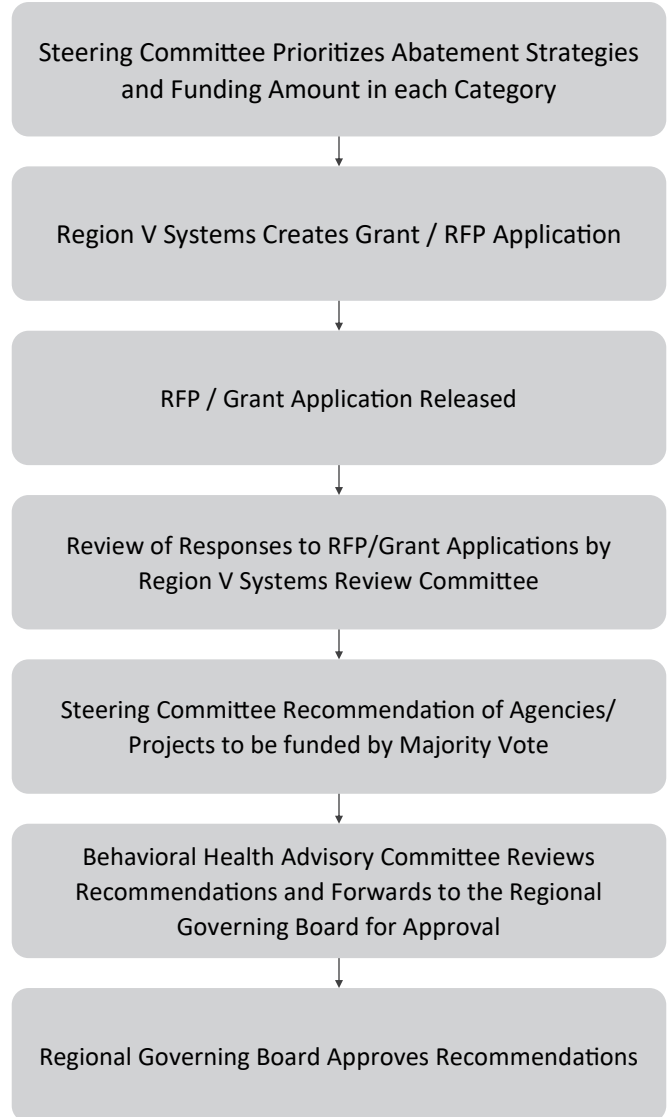 Steering Committee Prioritizes Abatement Strategies
and Funding Amount in each Category
Region V Systems Creates Grant / RFP Application
RFP / Grant Application Released
Review of Responses to RFP/Grant Applications by
Region V Systems Review Committee
Steering Committee Recommendation of Agencies/
Projects to be funded by Majority Vote
Behavioral Health Advisory Committee Reviews
Recommendations and Forwards to the Regional
Governing Board for Approval
Regional Governing Board Approves Recommendations